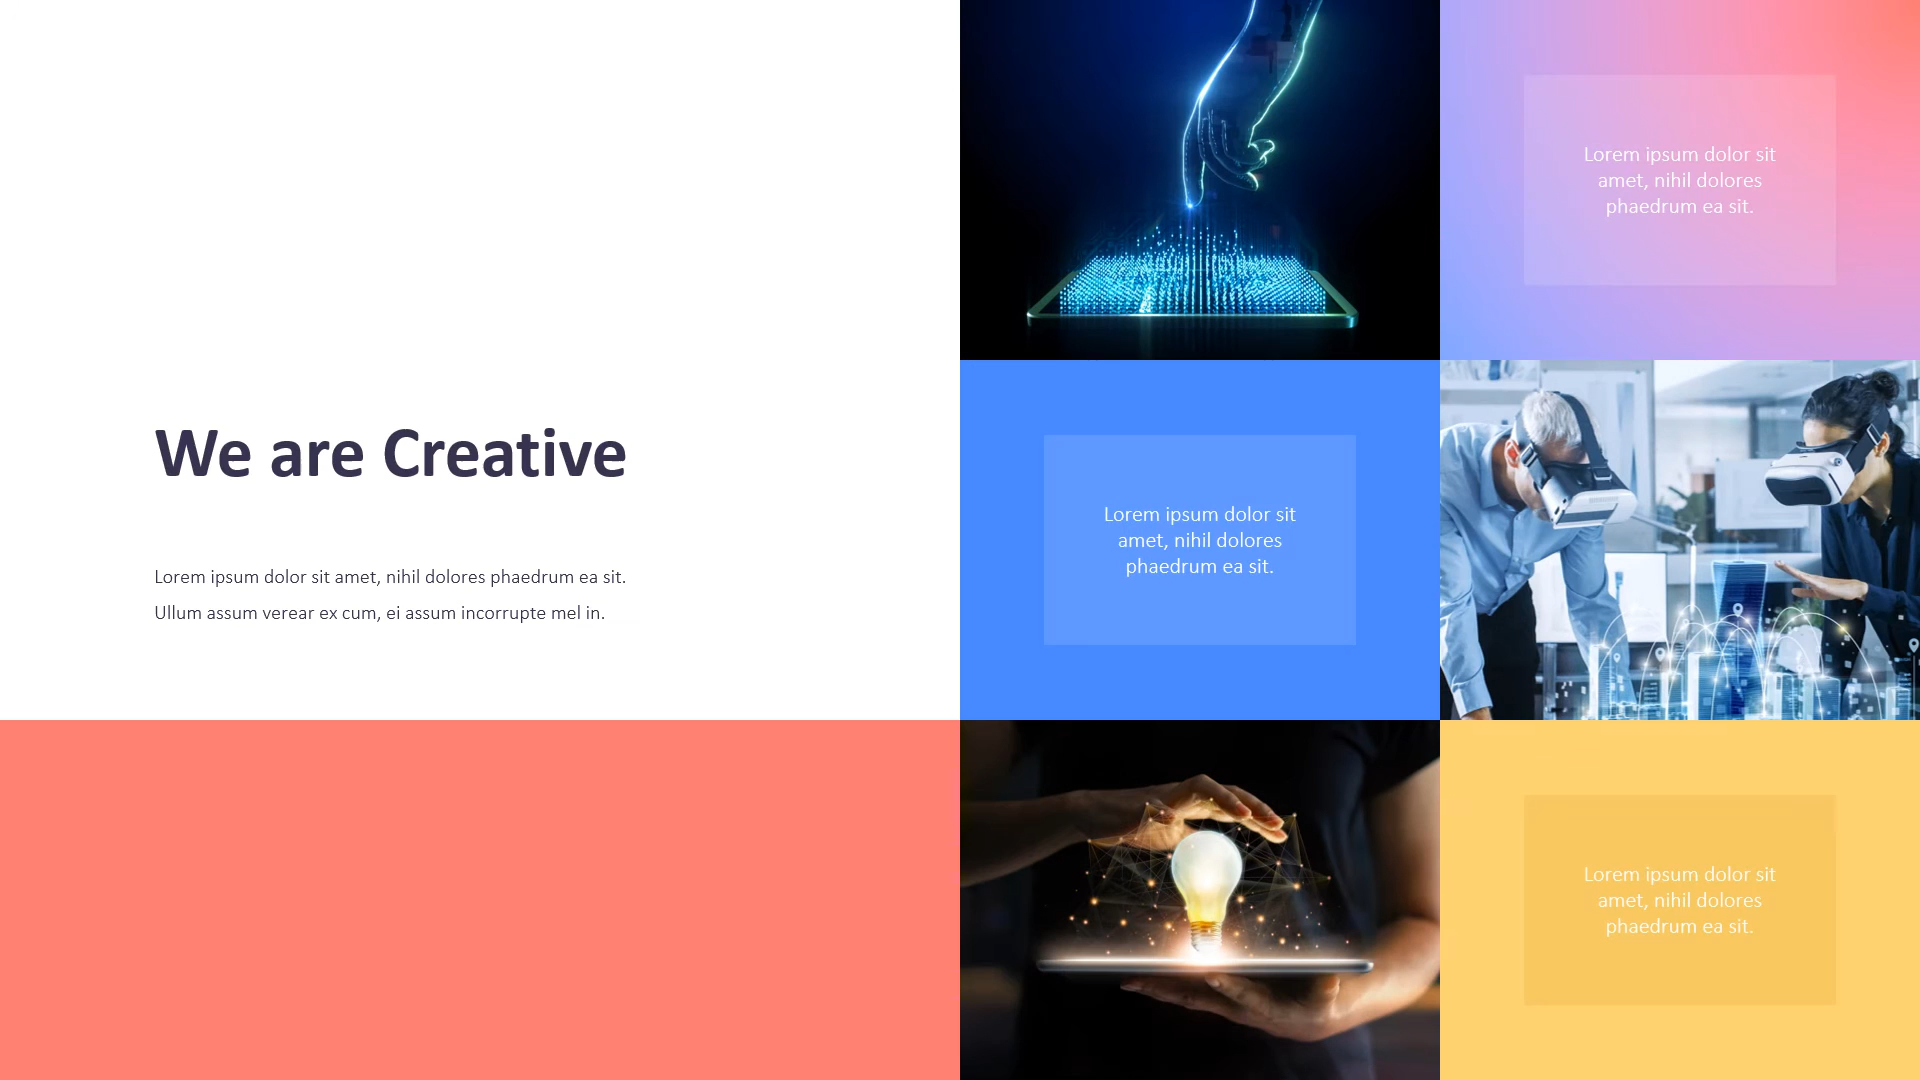 We are Creative
Lorem ipsum dolor sit amet, nihil dolores phaedrum ea sit.
Ullum assum verear ex cum, ei assum incorrupte mel in.
Lorem ipsum dolor sit
amet, nihil dolores
phaedrum ea sit.
Lorem ipsum dolor sit
amet, nihil dolores
phaedrum ea sit.
Lorem ipsum dolor sit
amet, nihil dolores
phaedrum ea sit.